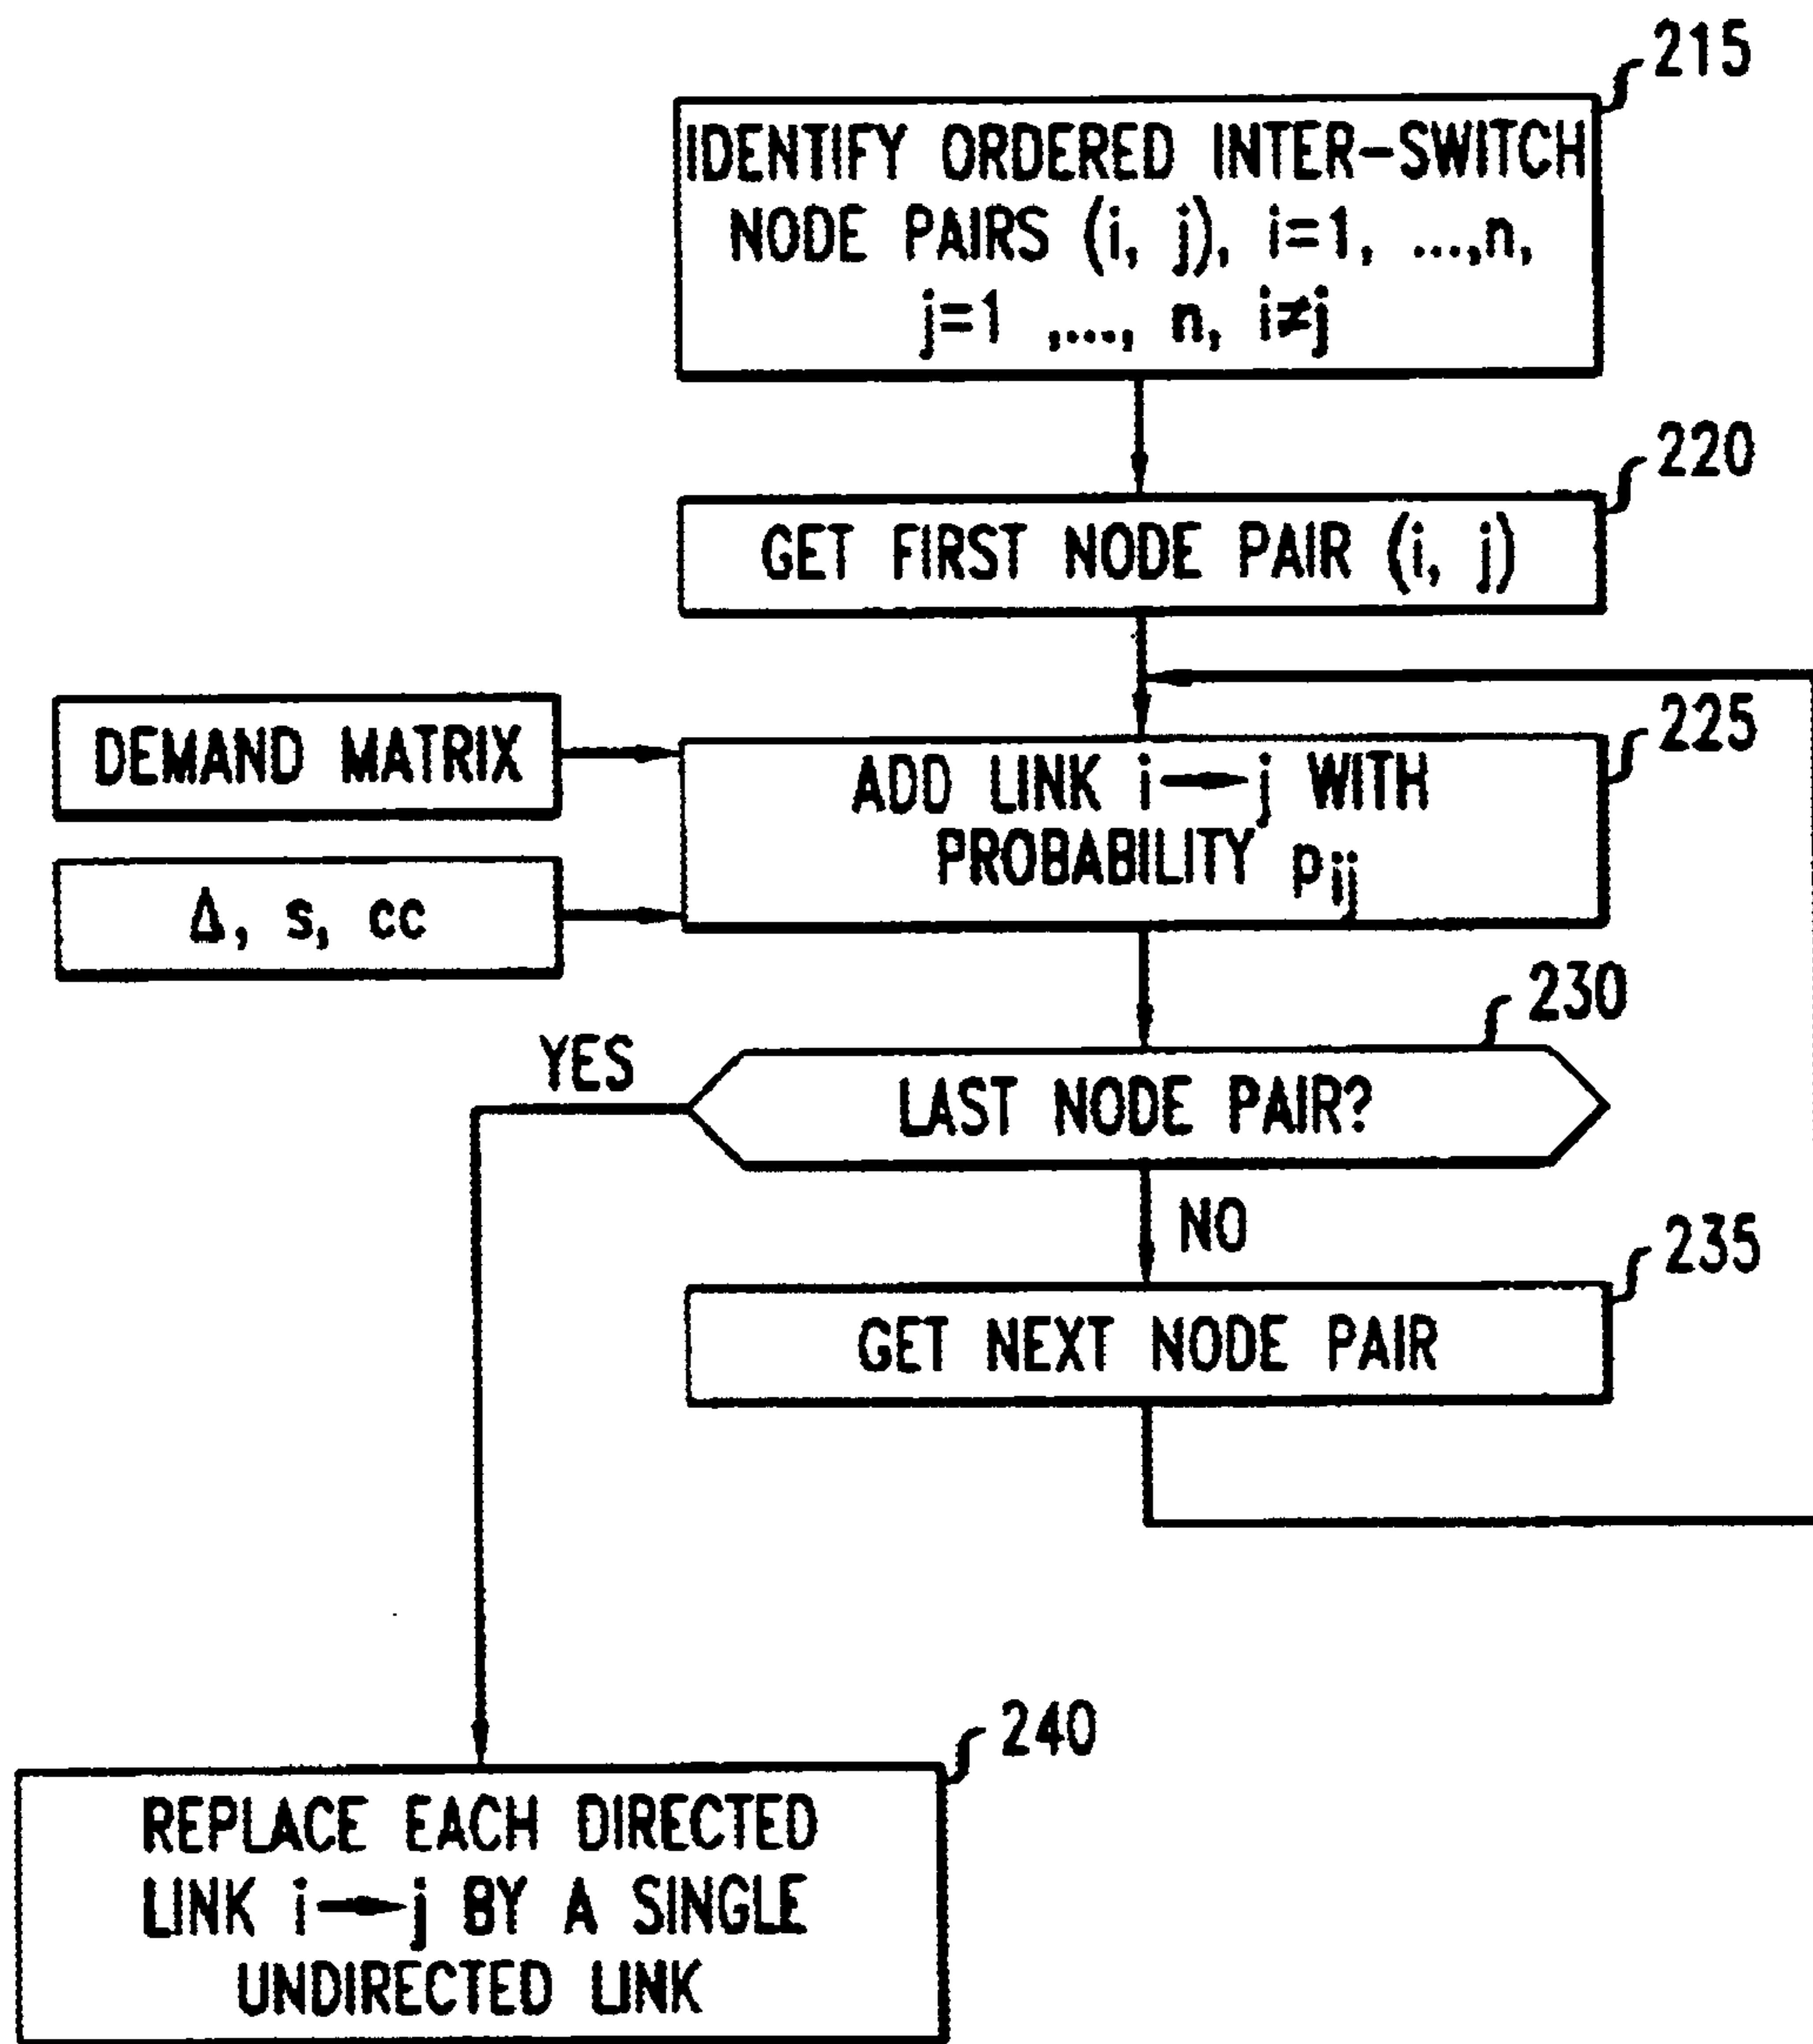 215
IDENTIFY ORDERED INTER-SWITCH
NODE PAIRS (i, j), i=1, ...,n,
j=1 ,..., n, i≠j
220
GET FIRST NODE PAIR (i, j)
225
DEMAND MATRIX
ADD LINK i→j WITH
PROBABILITY pij
Δ, s, cc
230
YES
LAST NODE PAIR?
NO
235
GET NEXT NODE PAIR
240
REPLACE EACH DIRECTED
LINK i→j BY A SINGLE
UNDIRECTED LINK